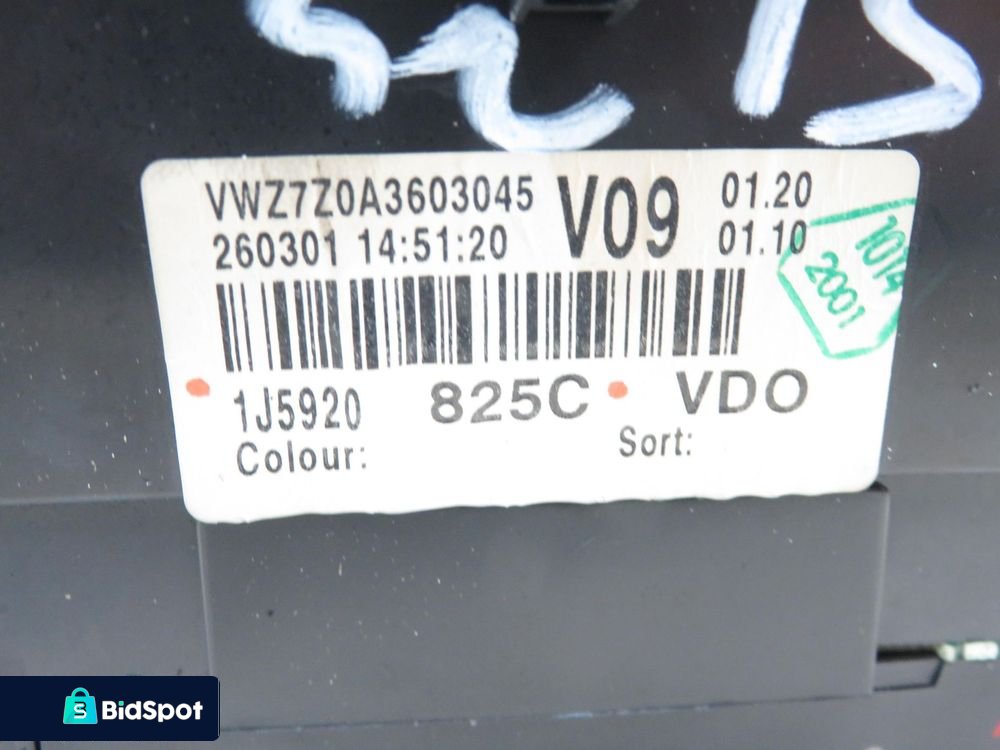 VWZ7Z0A3603045 V09 01.20
260301 14:51:20 01.10
1014
2001
1J5920 825C VDO
Colour: Sort:
BidSpot